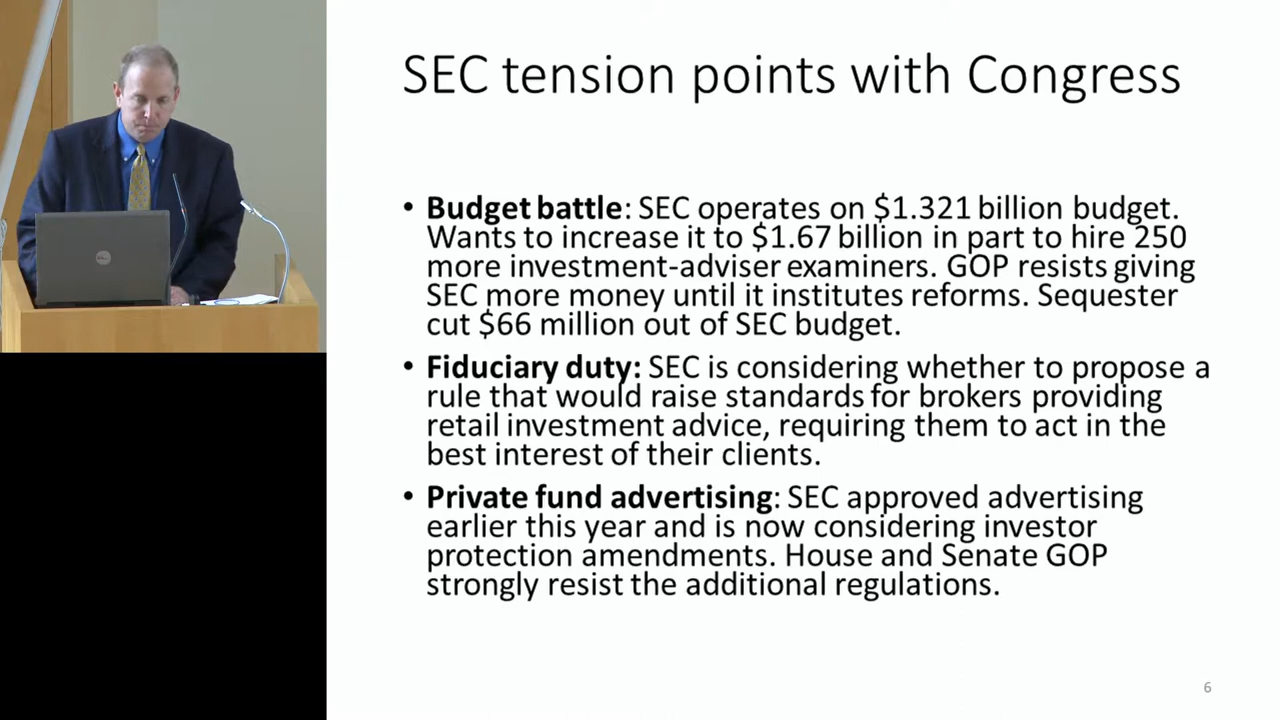 SEC tension points with Congress
• Budget battle: SEC operates on $1.321 billion budget.
Wants to increase it to $1.67 billion in part to hire 250
more investment-adviser examiners. GOP resists giving
SEC more money until it institutes reforms. Sequester
cut $66 million out of SEC budget.
• Fiduciary duty: SEC is considering whether to propose a
rule that would raise standards for brokers providing
retail investment advice, requiring them to act in the
best interest of their clients.
• Private fund advertising: SEC approved advertising
earlier this year and is now considering investor
protection amendments. House and Senate GOP
strongly resist the additional regulations.
6